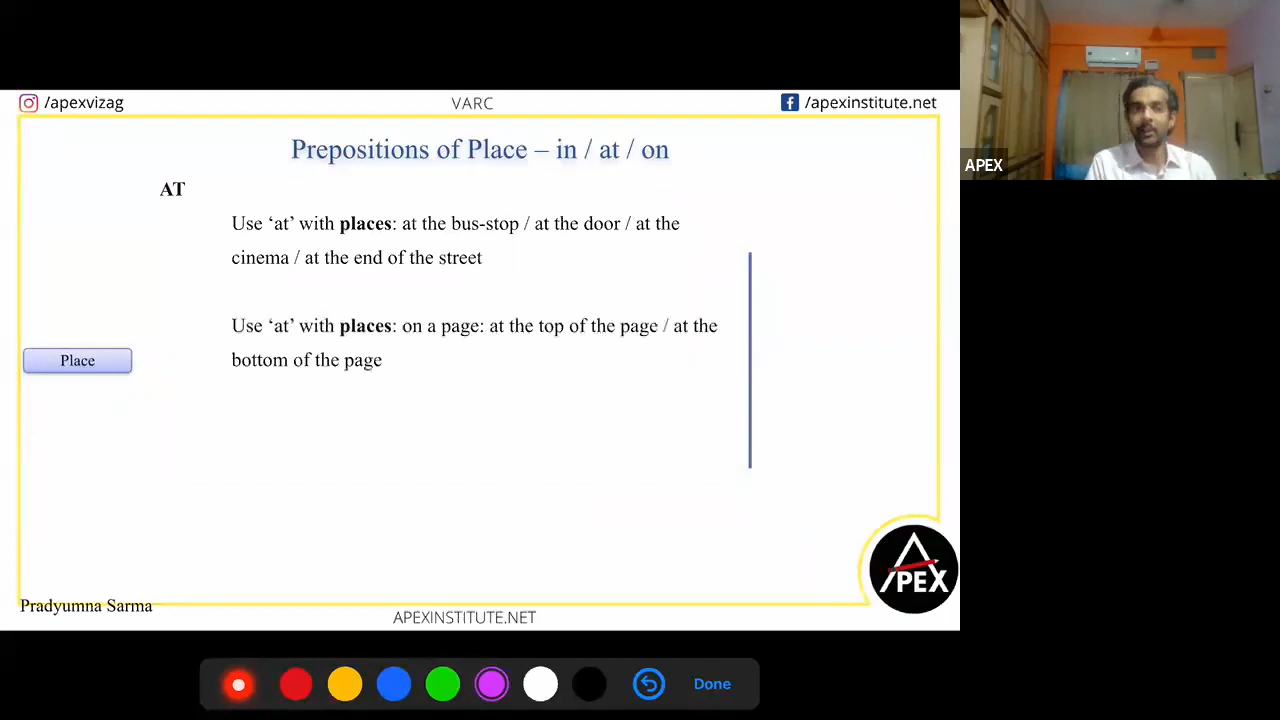 /apexvizag
VARC
/apexinstitute.net
Prepositions of Place – in / at / on
AT
Use ‘at’ with places: at the bus-stop / at the door / at the
cinema / at the end of the street
Use ‘at’ with places: on a page: at the top of the page / at the
bottom of the page
Place
Pradyumna Sarma
APEXINSTITUTE.NET
APEX
APEX
Done